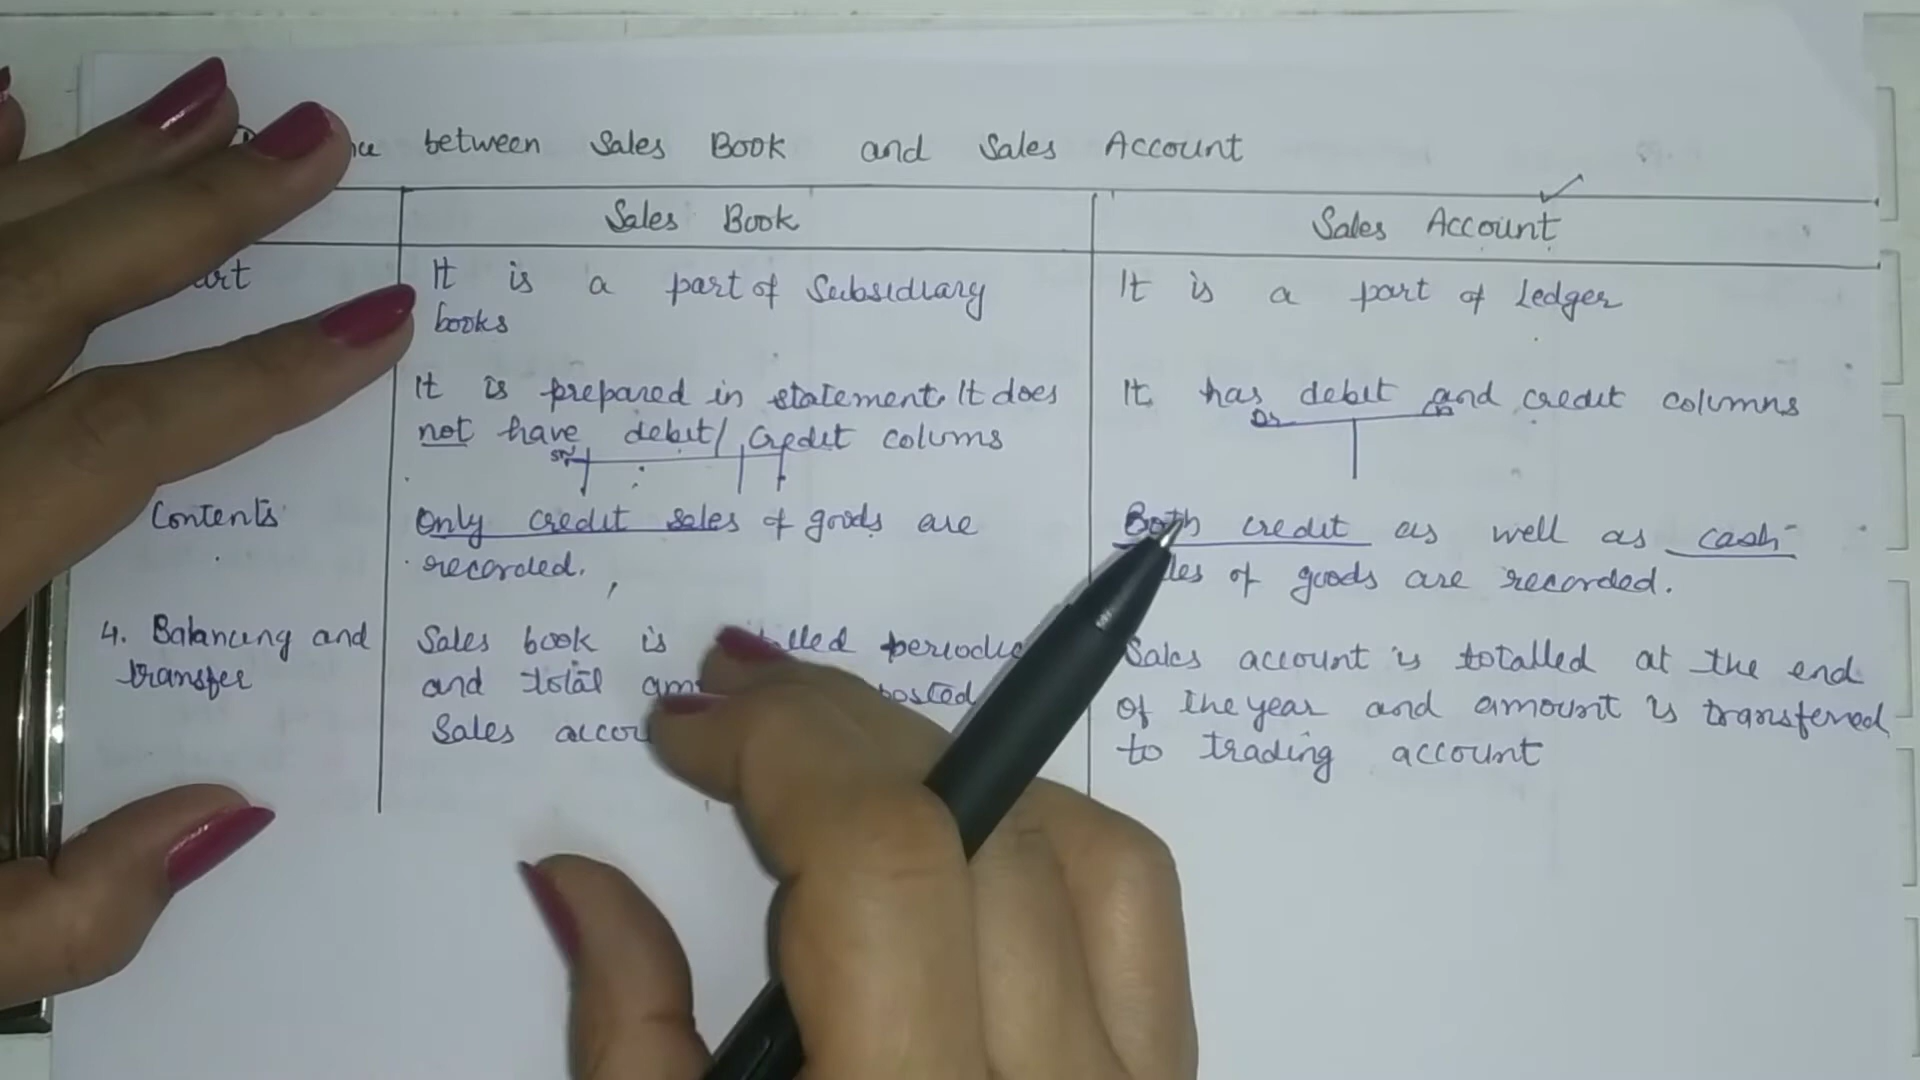 between Sales Book and Sales Account
Sales Book Sales Account
It is a part of Subsidiary
books
It is a part of Ledger
It is prepared in statement. It does
not have debit/credit colums
It has debit and credit columns
Dr Cr
Contents
Only credit sales of goods are
recorded.
Both credit as well as cash
of goods are recorded.
4. Balancing and
transfer
Sales book is
and total
Sales
Sales account is totalled at the end
of the year and amount is transferred
to trading account